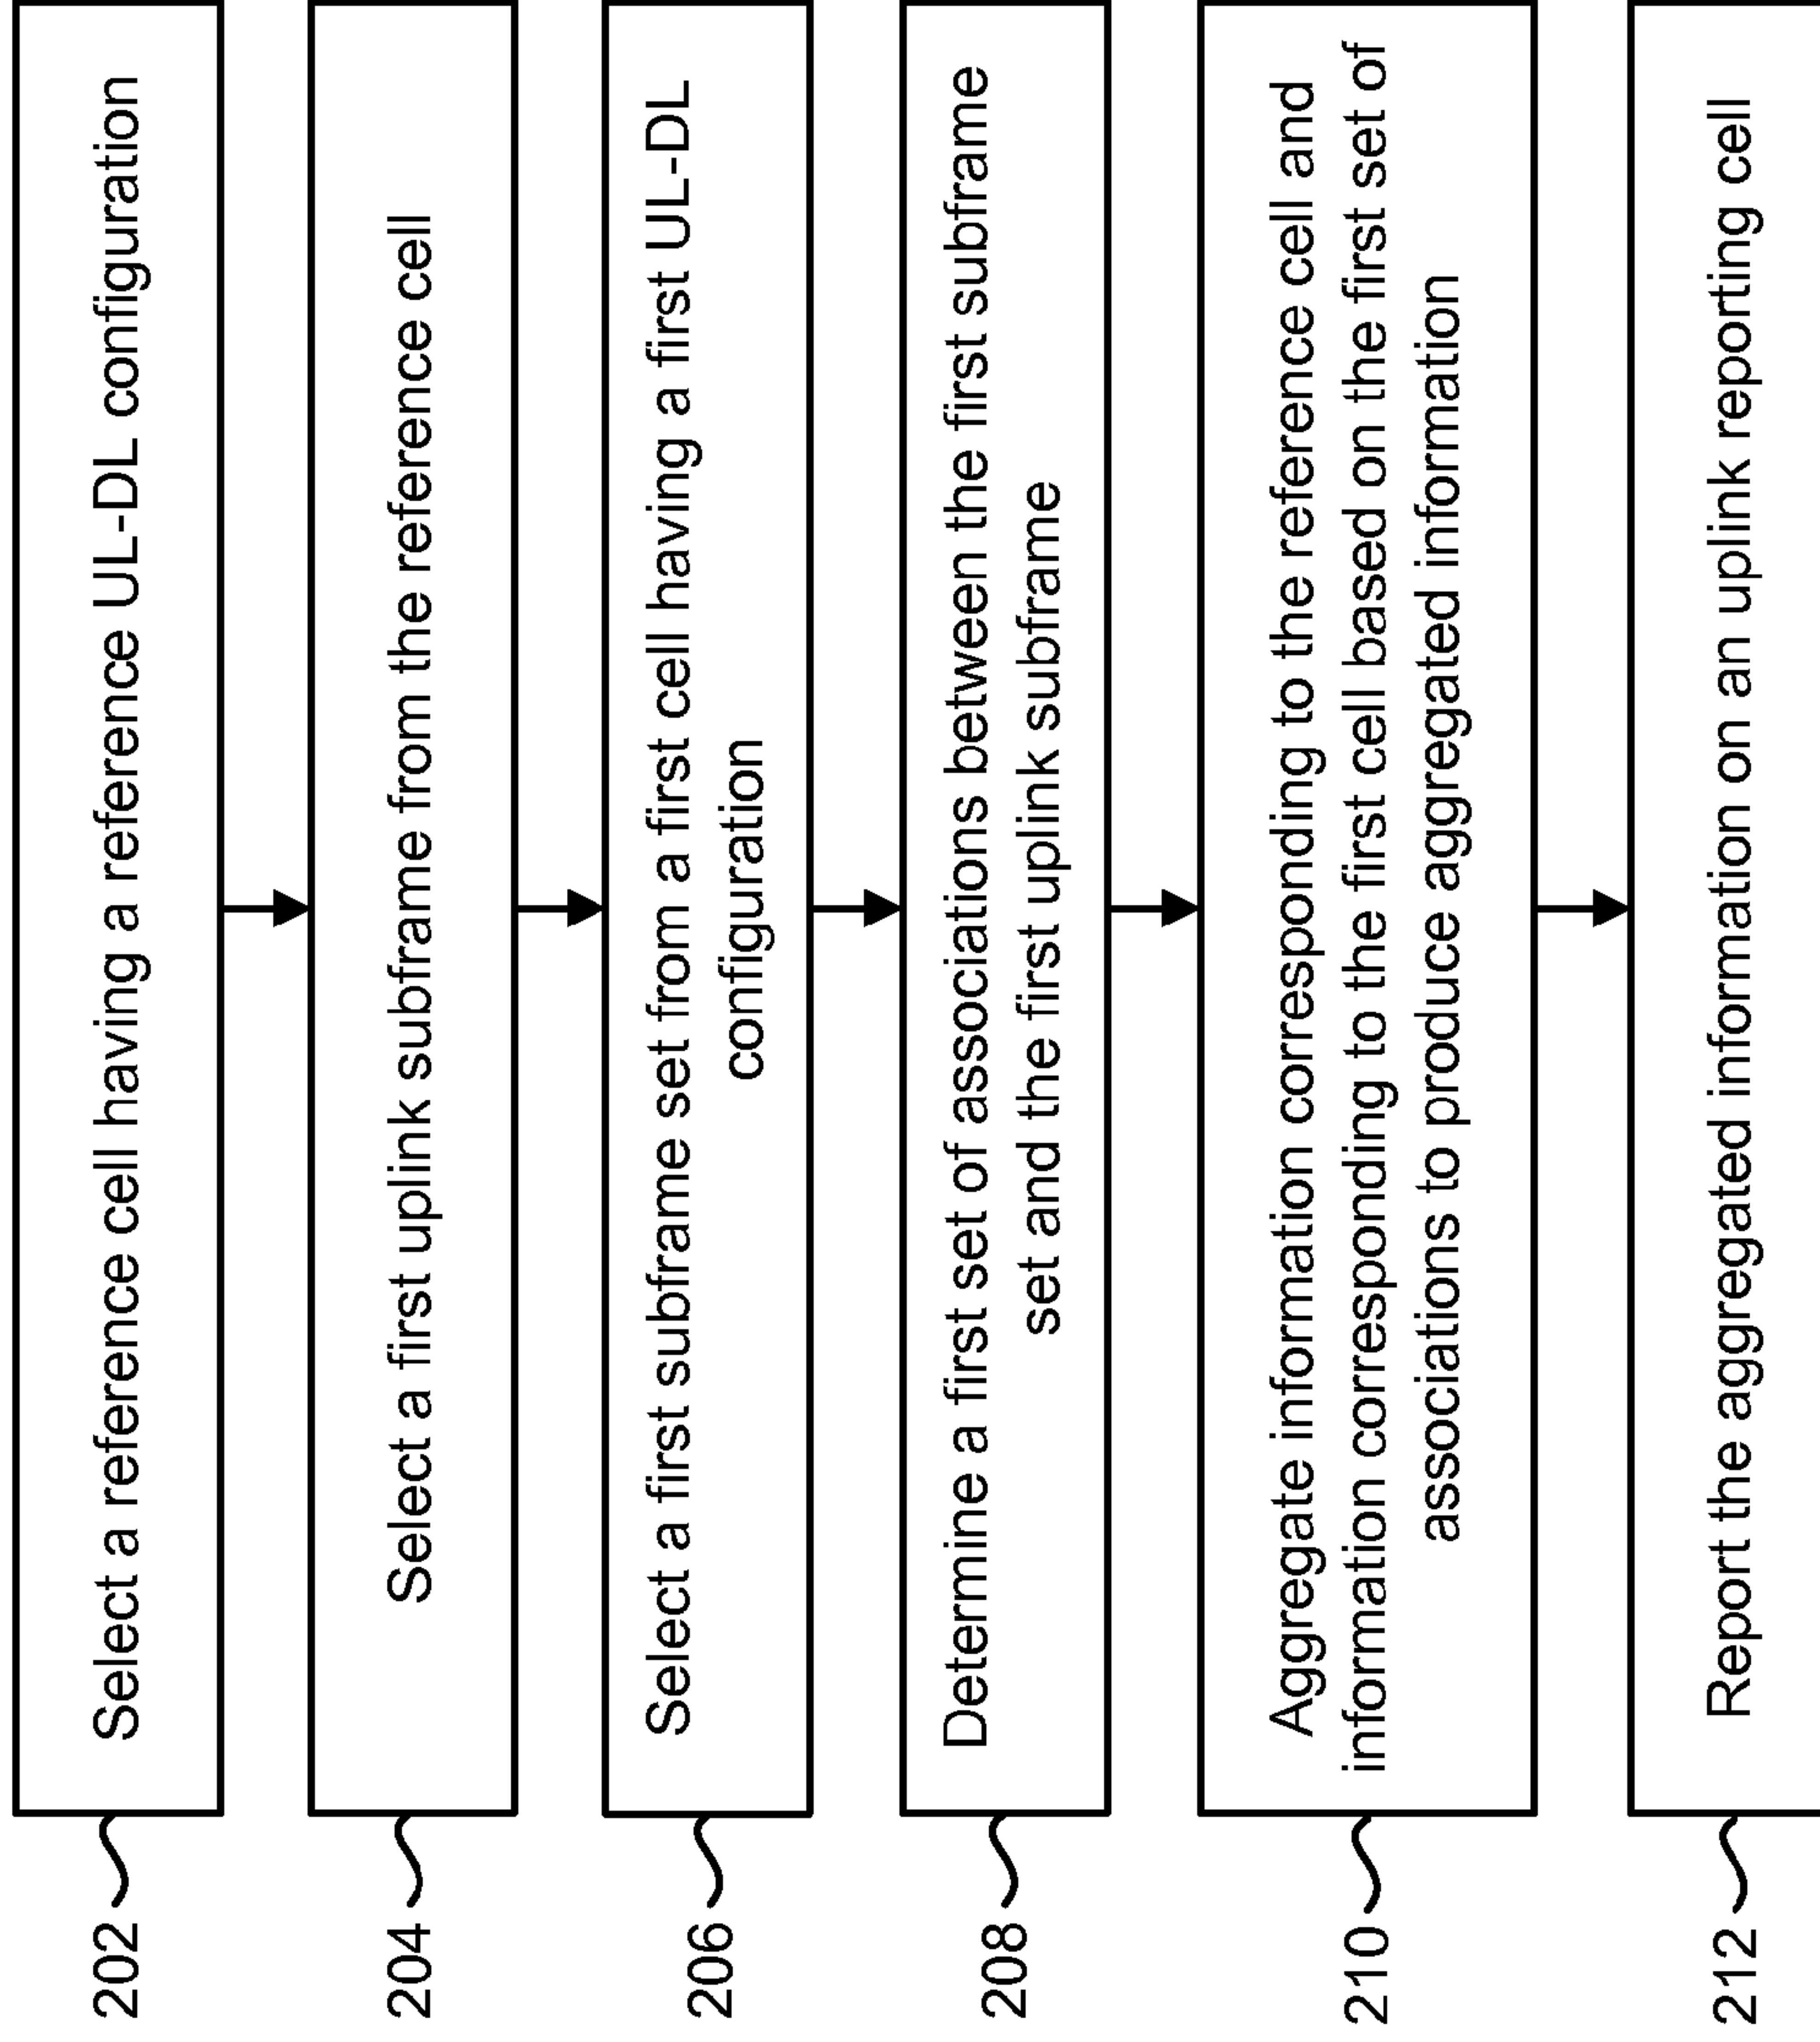 202
Select a reference cell having a reference UL-DL configuration
204
Select a first uplink subframe from the reference cell
206
Select a first subframe set from a first cell having a first UL-DL
configuration
208
Determine a first set of associations between the first subframe
set and the first uplink subframe
210
Aggregate information corresponding to the reference cell and
information corresponding to the first cell based on the first set of
associations to produce aggregated information
212
Report the aggregated information on an uplink reporting cell